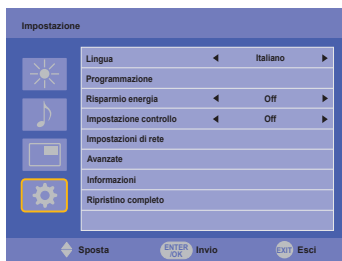 Impostazione
Lingua Italiano
Programmazione
Risparmio energia Off
Impostazione controllo Off
Impostazioni di rete
Avanzate
Informazioni
Ripristino completo
Sposta ENTER/OK Invio EXIT Esci